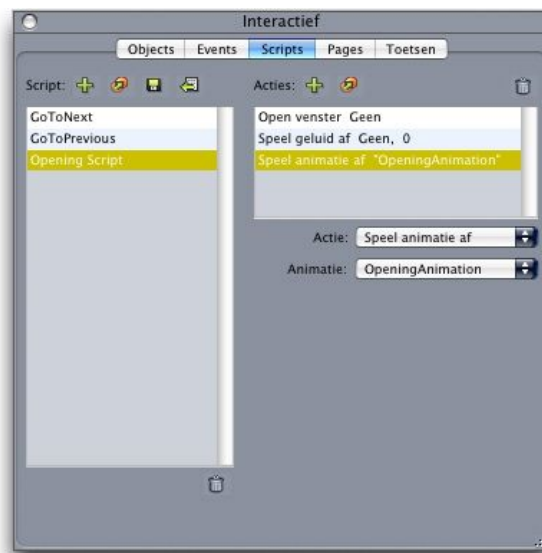 Interactief
Objects Events Scripts Pages Toetsen
Script:
GoToNext
GoToPrevious
Opening Script
Acties:
Open venster Geen
Speel geluid af Geen, 0
Speel animatie af "OpeningAnimation"
Actie: Speel animatie af
Animatie: OpeningAnimation